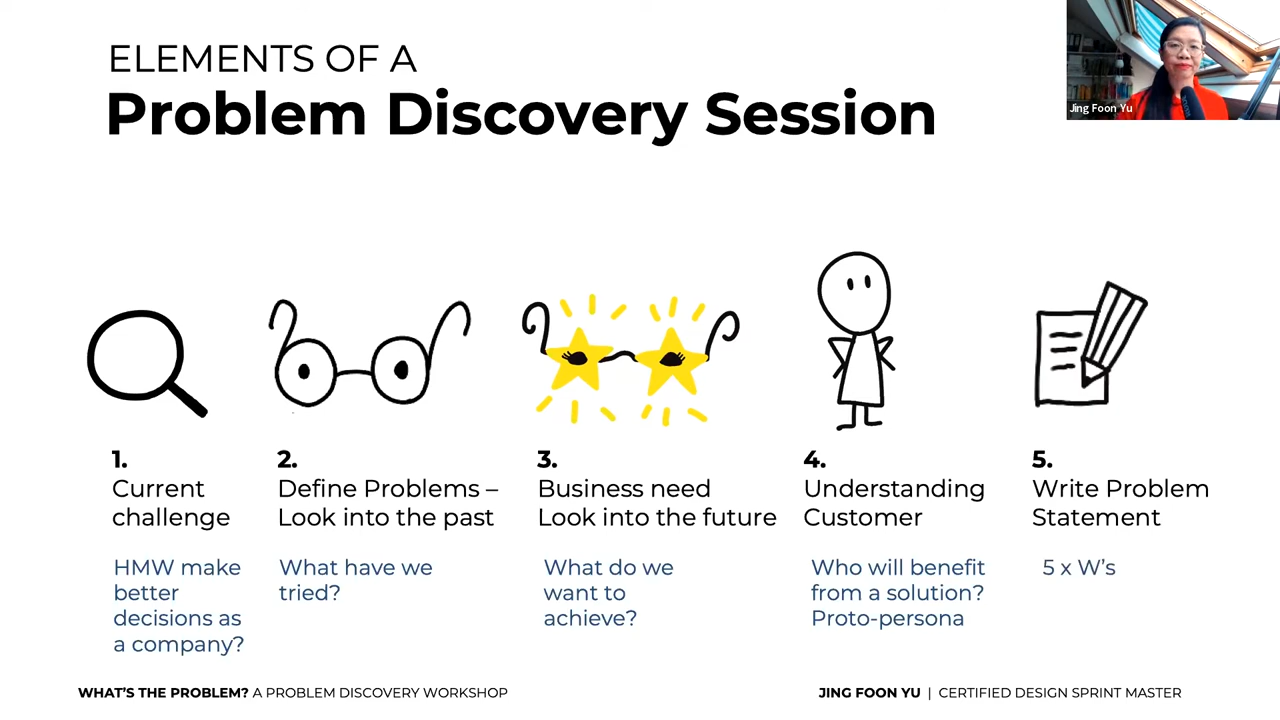 ELEMENTS OF A
Problem Discovery Session
Jing Foon Yu
1.
Current
challenge
HMW make
better
decisions as
a company?
2.
Define Problems –
Look into the past
What have we
tried?
3.
Business need
Look into the future
What do we
want to
achieve?
4.
Understanding
Customer
Who will benefit
from a solution?
Proto-persona
5.
Write Problem
Statement
5 x W's
WHAT'S THE PROBLEM? A PROBLEM DISCOVERY WORKSHOP
JING FOON YU | CERTIFIED DESIGN SPRINT MASTER